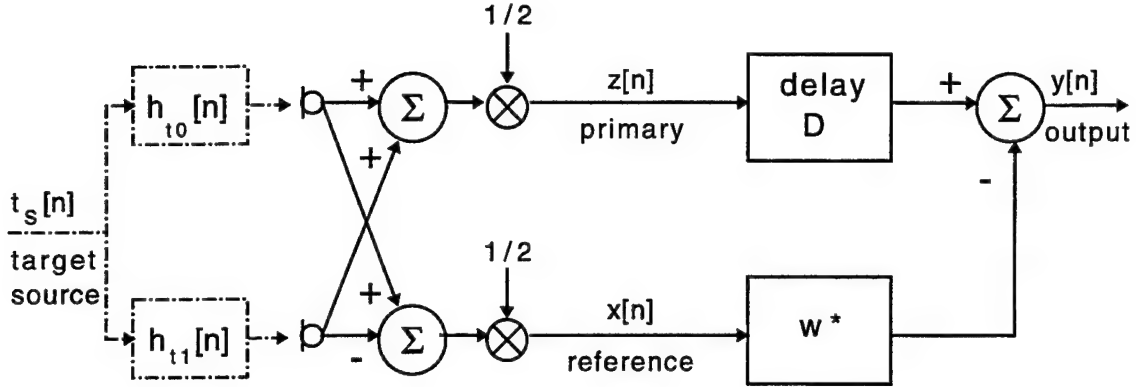 1/2
+
h_t0[n]
Σ
z[n]
primary
delay
D
+
Σ
y[n]
output
+
-
t_s[n]
target
source
1/2
+
h_t1[n]
-
Σ
x[n]
reference
w*